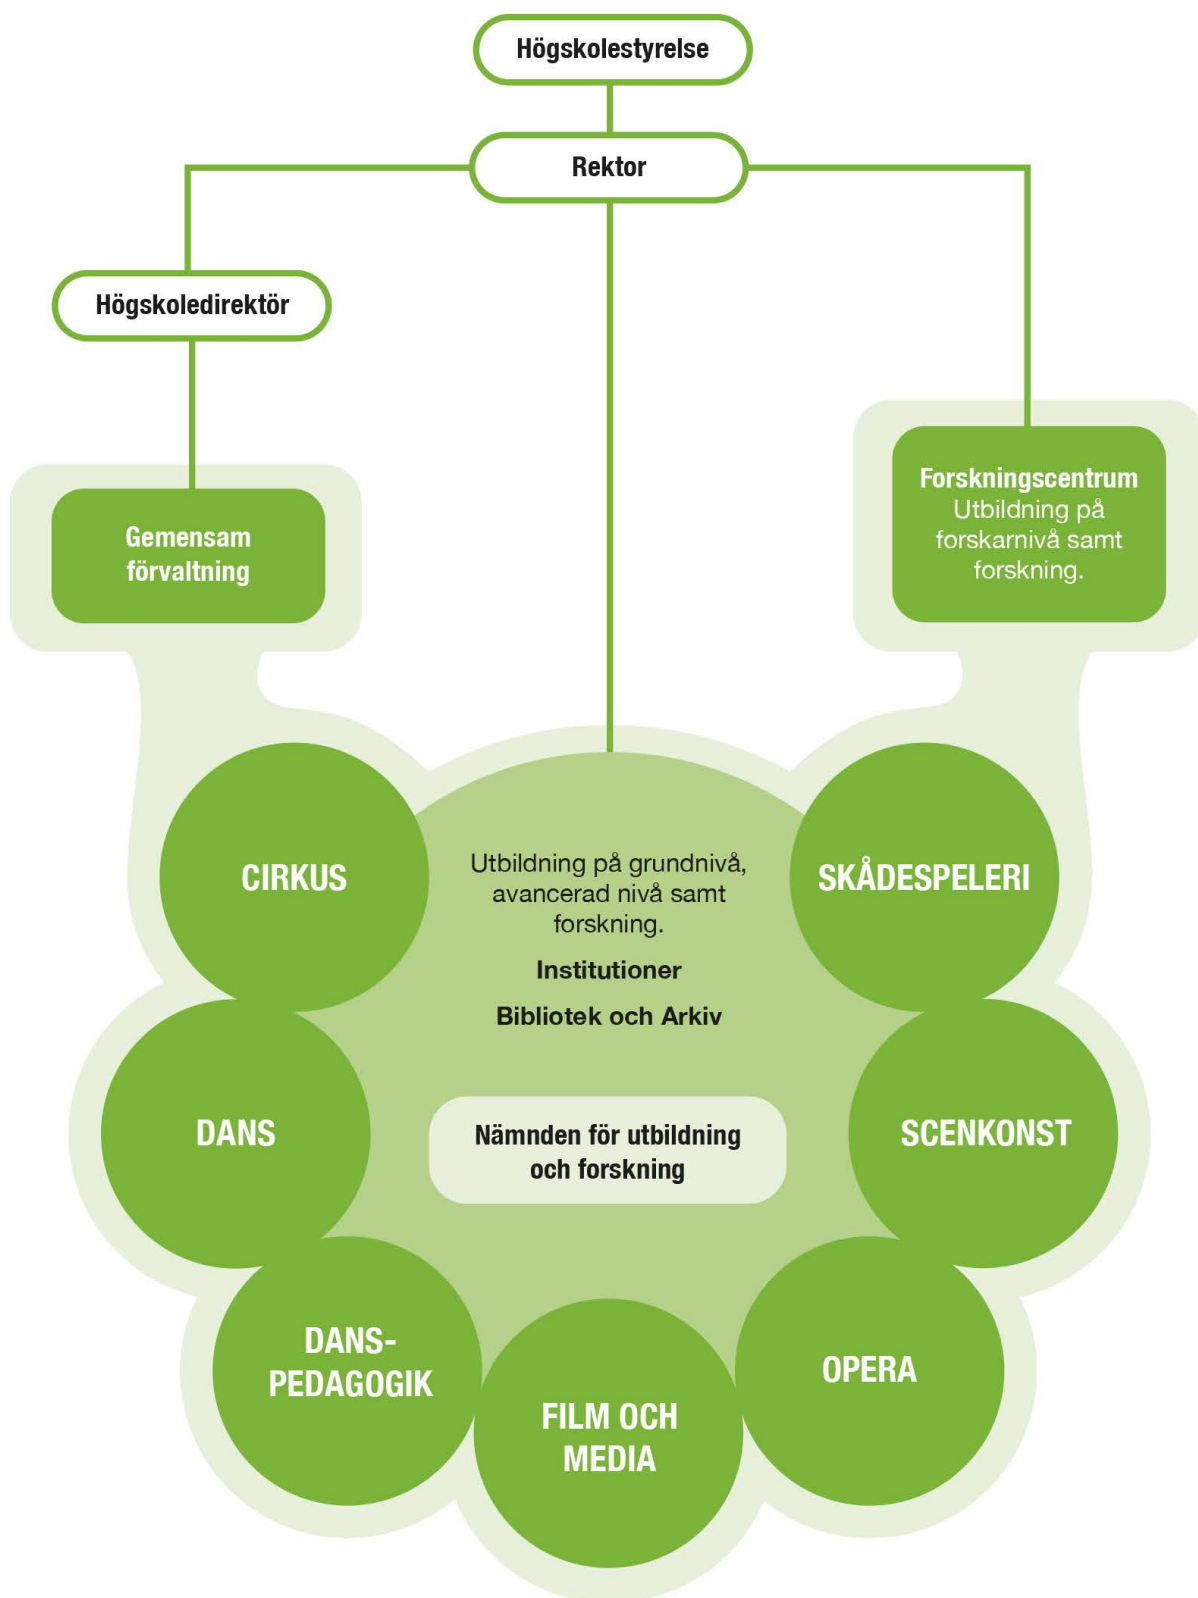 Högskolestyrelse
Rektor
Högskoledirektör
Forskningscentrum
Utbildning på
forskarnivå samt
forskning.
Gemensam
förvaltning
CIRKUS
Utbildning på grundnivå,
avancerad nivå samt
forskning.
Institutioner
Bibliotek och Arkiv
SKÅDESPELERI
DANS
Nämnden för utbildning
och forskning
SCENKONST
DANS-
PEDAGOGIK
FILM OCH
MEDIA
OPERA